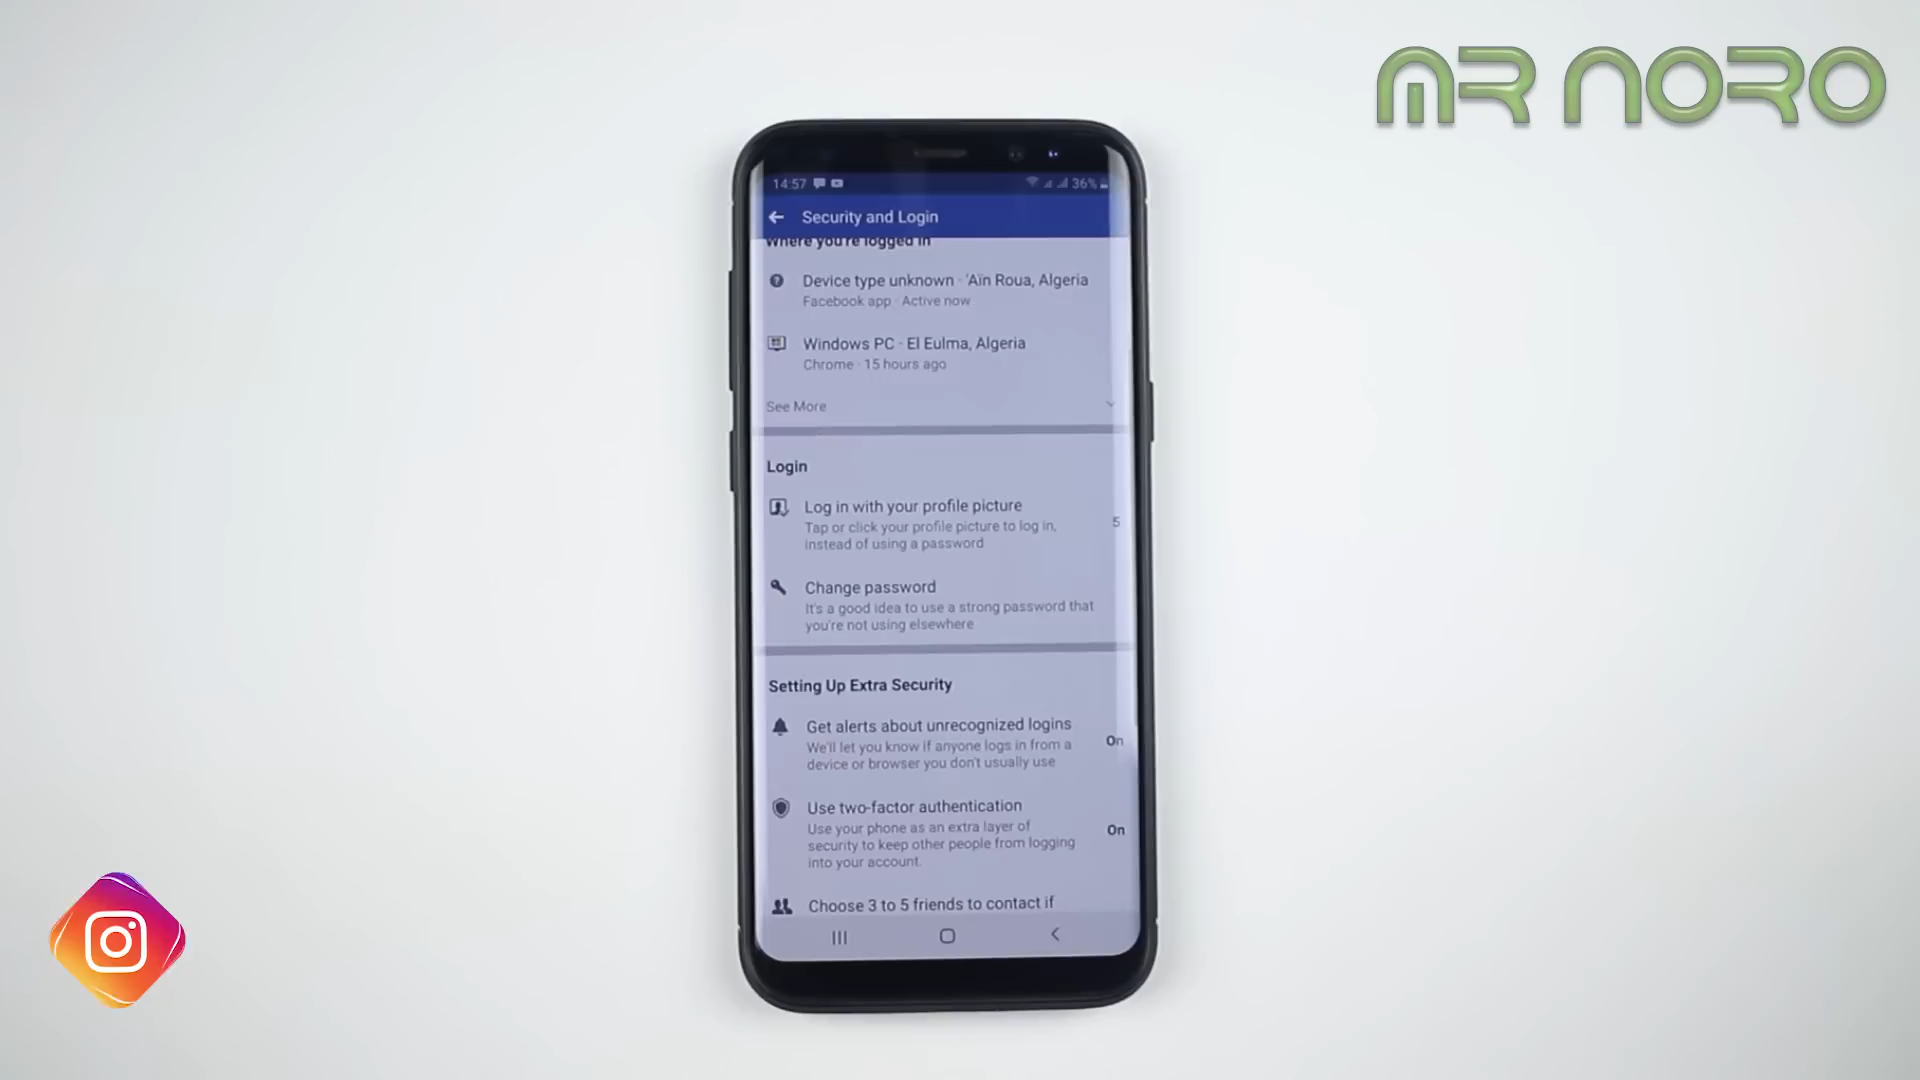 MR NORO
14:57
36%
Security and Login
Where you're logged in
Device type unknown · 'Aïn Roua, Algeria
Facebook app · Active now
Windows PC · El Eulma, Algeria
Chrome · 15 hours ago
See More
Login
Log in with your profile picture
Tap or click your profile picture to log in,
instead of using a password
5
Change password
It's a good idea to use a strong password that
you're not using elsewhere
Setting Up Extra Security
Get alerts about unrecognized logins
We'll let you know if anyone logs in from a
device or browser you don't usually use
On
Use two-factor authentication
Use your phone as an extra layer of
security to keep other people from logging
into your account.
On
Choose 3 to 5 friends to contact if